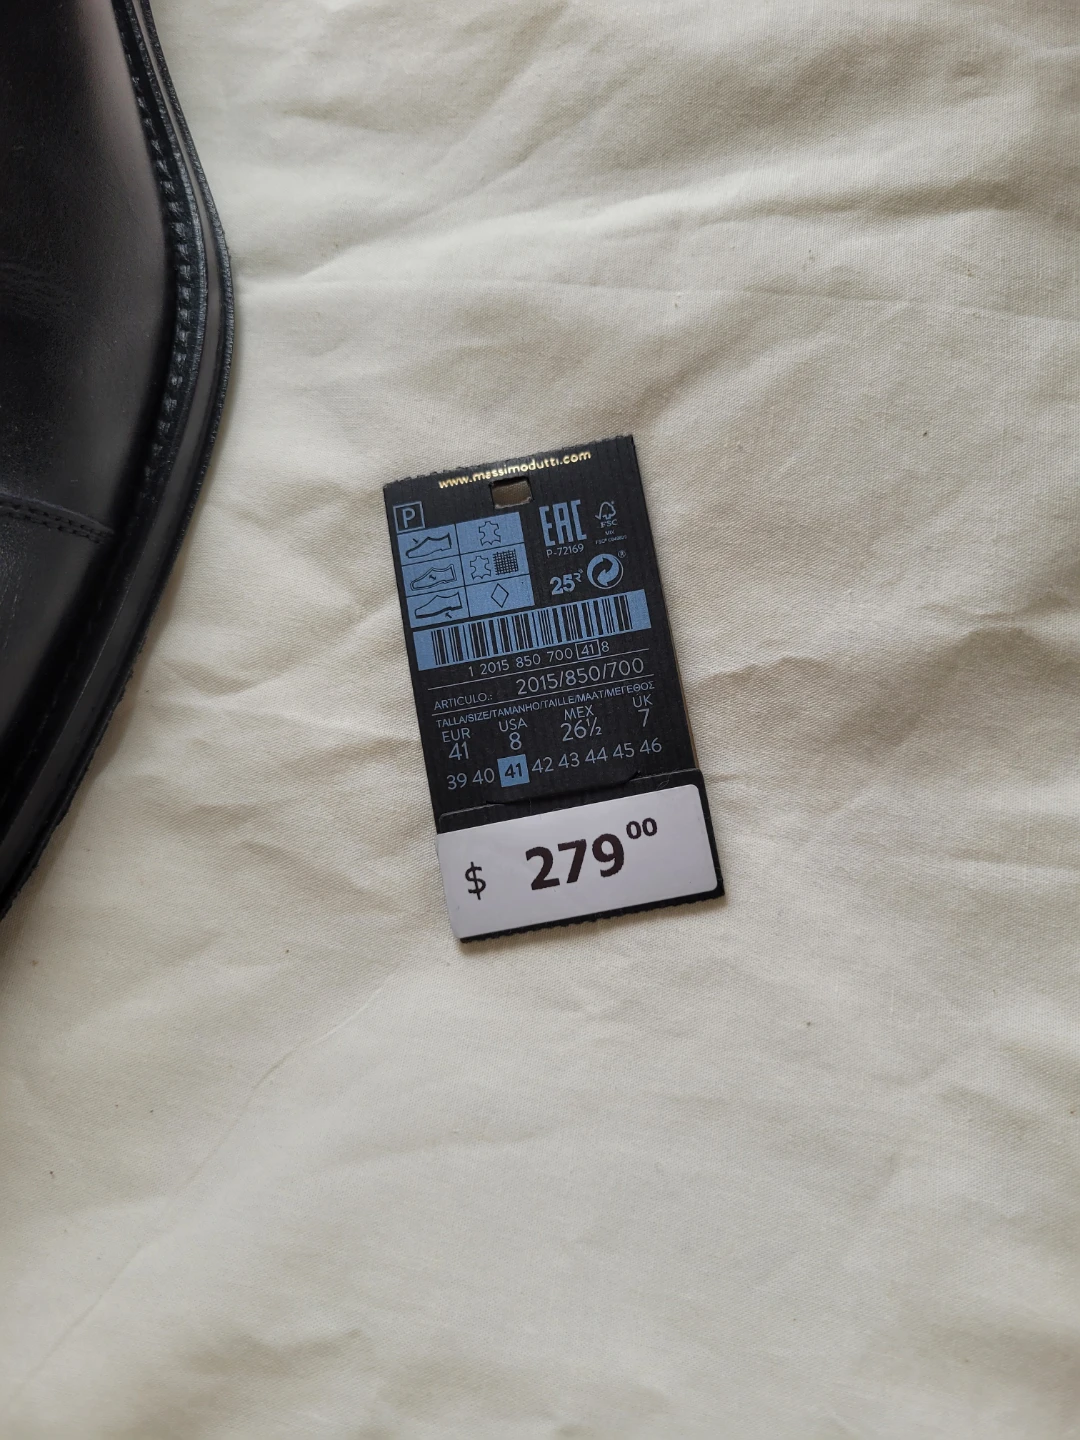 www.massimodutti.com
P
EAC
FSC
P-72169
25
®
1 2015 850 700 41 8
ARTICULO.: 2015/850/700
TALLA/SIZE/TAMANHO/TAILLE/MAAT/ΜΕΓΕΘΟΣ
EUR USA MEX UK
41 8 26½ 7
39 40 41 42 43 44 45 46
$ 279 00